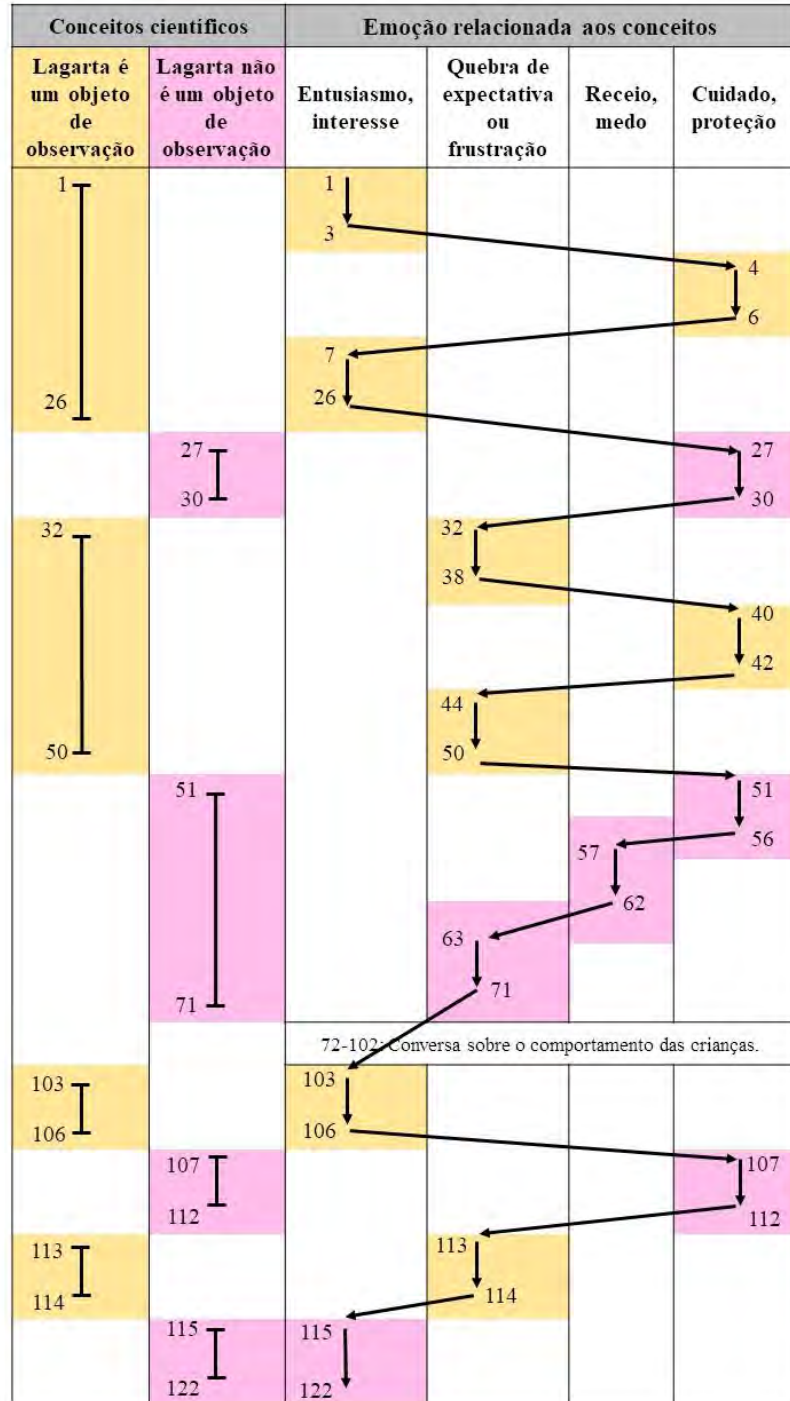 Conceitos científicos
Emoção relacionada aos conceitos
Lagarta é
um objeto
de
observação
Lagarta não
é um objeto
de
observação
Entusiasmo,
interesse
Quebra de
expectativa
ou
frustração
Receio,
medo
Cuidado,
proteção
1
1
3
4
6
7
26
26
27
27
30
30
32
32
38
40
42
44
50
50
51
51
56
57
62
63
71
71
72-102: Conversa sobre o comportamento das crianças.
103
103
106
106
107
107
112
112
113
113
114
114
115
115
122
122